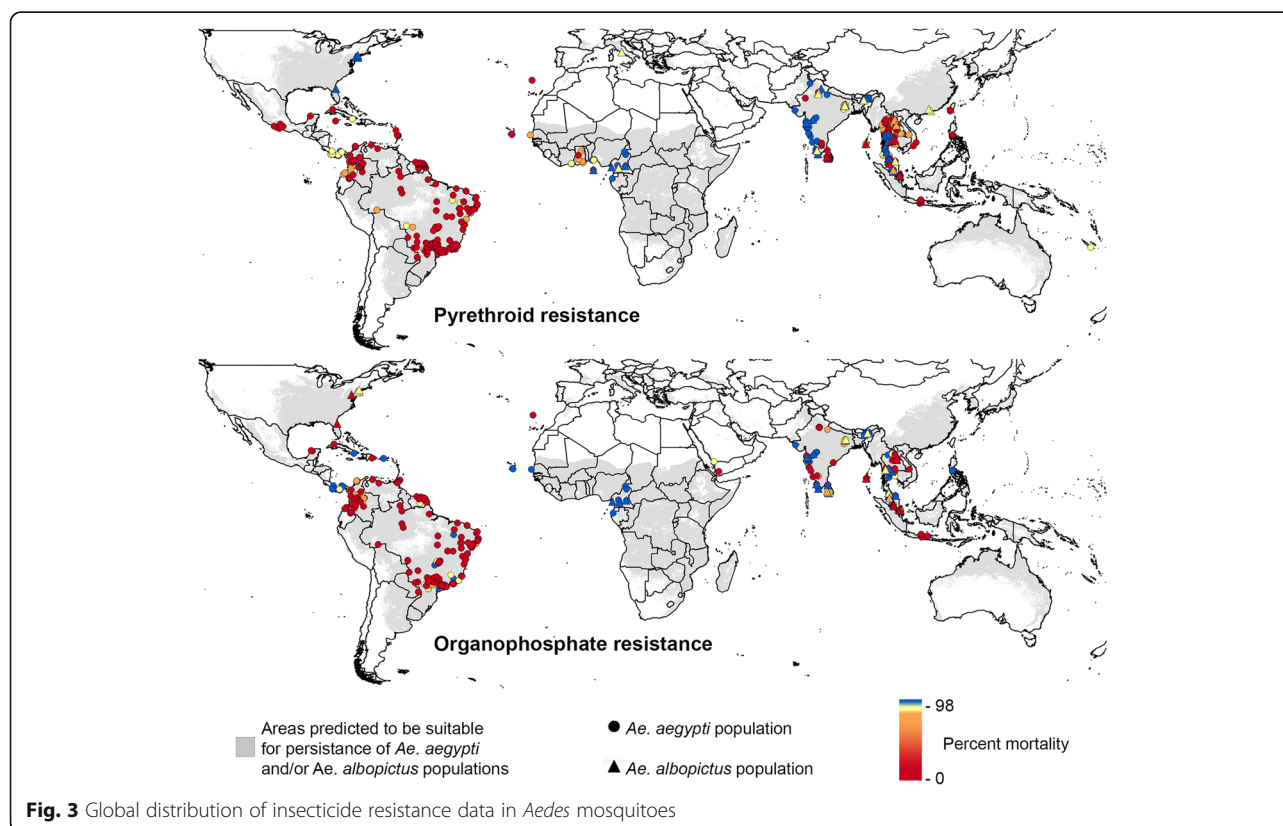 Pyrethroid resistance
Organophosphate resistance
Areas predicted to be suitable
for persistance of Ae. aegypti
and/or Ae. albopictus populations
Ae. aegypti population
Ae. albopictus population
- 98
Percent mortality
- 0
Fig. 3 Global distribution of insecticide resistance data in Aedes mosquitoes